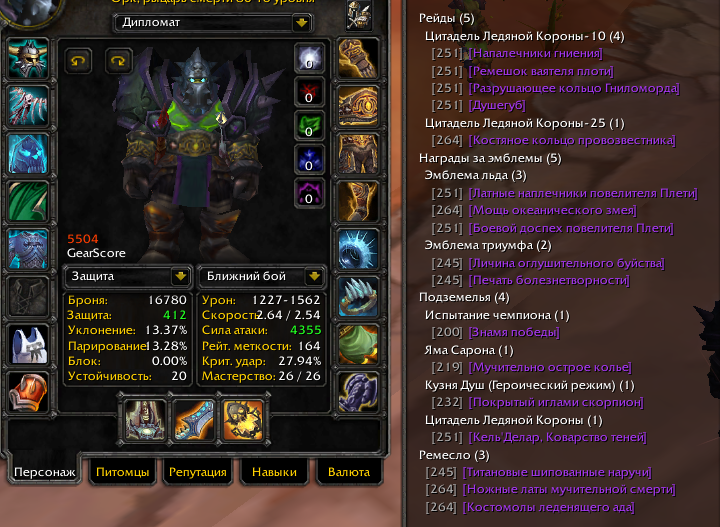 Орк, рыцарь смерти 80-го уровня
Дипломат
0
0
0
0
0
5504
GearScore
Защита
Ближний бой
Броня: 16780
Защита: 412
Уклонение: 13.37%
Парирование: 13.28%
Блок: 0.00%
Устойчивость: 20
Урон: 1227-1562
Скорость: 2.64 / 2.54
Сила атаки: 4355
Рейт. меткости: 164
Крит. удар: 27.94%
Мастерство: 26 / 26
Персонаж
Питомцы
Репутация
Навыки
Валюта
Рейды (5)
Цитадель Ледяной Короны-10 (4)
[251] [Напалечники гниения]
[251] [Ремешок ваятеля плоти]
[251] [Разрушающее кольцо Гниломорда]
[251] [Душегуб]
Цитадель Ледяной Короны-25 (1)
[264] [Костяное кольцо провозвестника]
Награды за эмблемы (5)
Эмблема льда (3)
[251] [Латные наплечники повелителя Плети]
[264] [Мощь океанического змея]
[251] [Боевой доспех повелителя Плети]
Эмблема триумфа (2)
[245] [Личина оглушительного буйства]
[245] [Печать болезнетворности]
Подземелья (4)
Испытание чемпиона (1)
[200] [Знамя победы]
Яма Сарона (1)
[219] [Мучительно острое колье]
Кузня Душ (Героический режим) (1)
[232] [Покрытый иглами скорпион]
Цитадель Ледяной Короны (1)
[251] [Кель'Делар, Коварство теней]
Ремесло (3)
[245] [Титановые шипованные наручи]
[264] [Ножные латы мучительной смерти]
[264] [Костомолы леденящего ада]